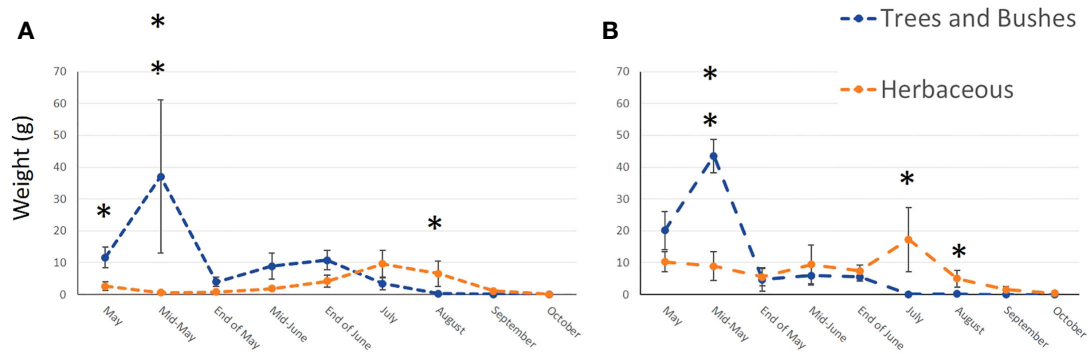 A
B
Trees and Bushes
Herbaceous
*
*
*
*
Weight (g)
70
60
50
40
30
20
10
0
May
Mid-May
End of May
Mid-June
End of June
July
August
September
October
*
*
*
*
70
60
50
40
30
20
10
0
May
Mid-May
End of May
Mid-June
End of June
July
August
September
October